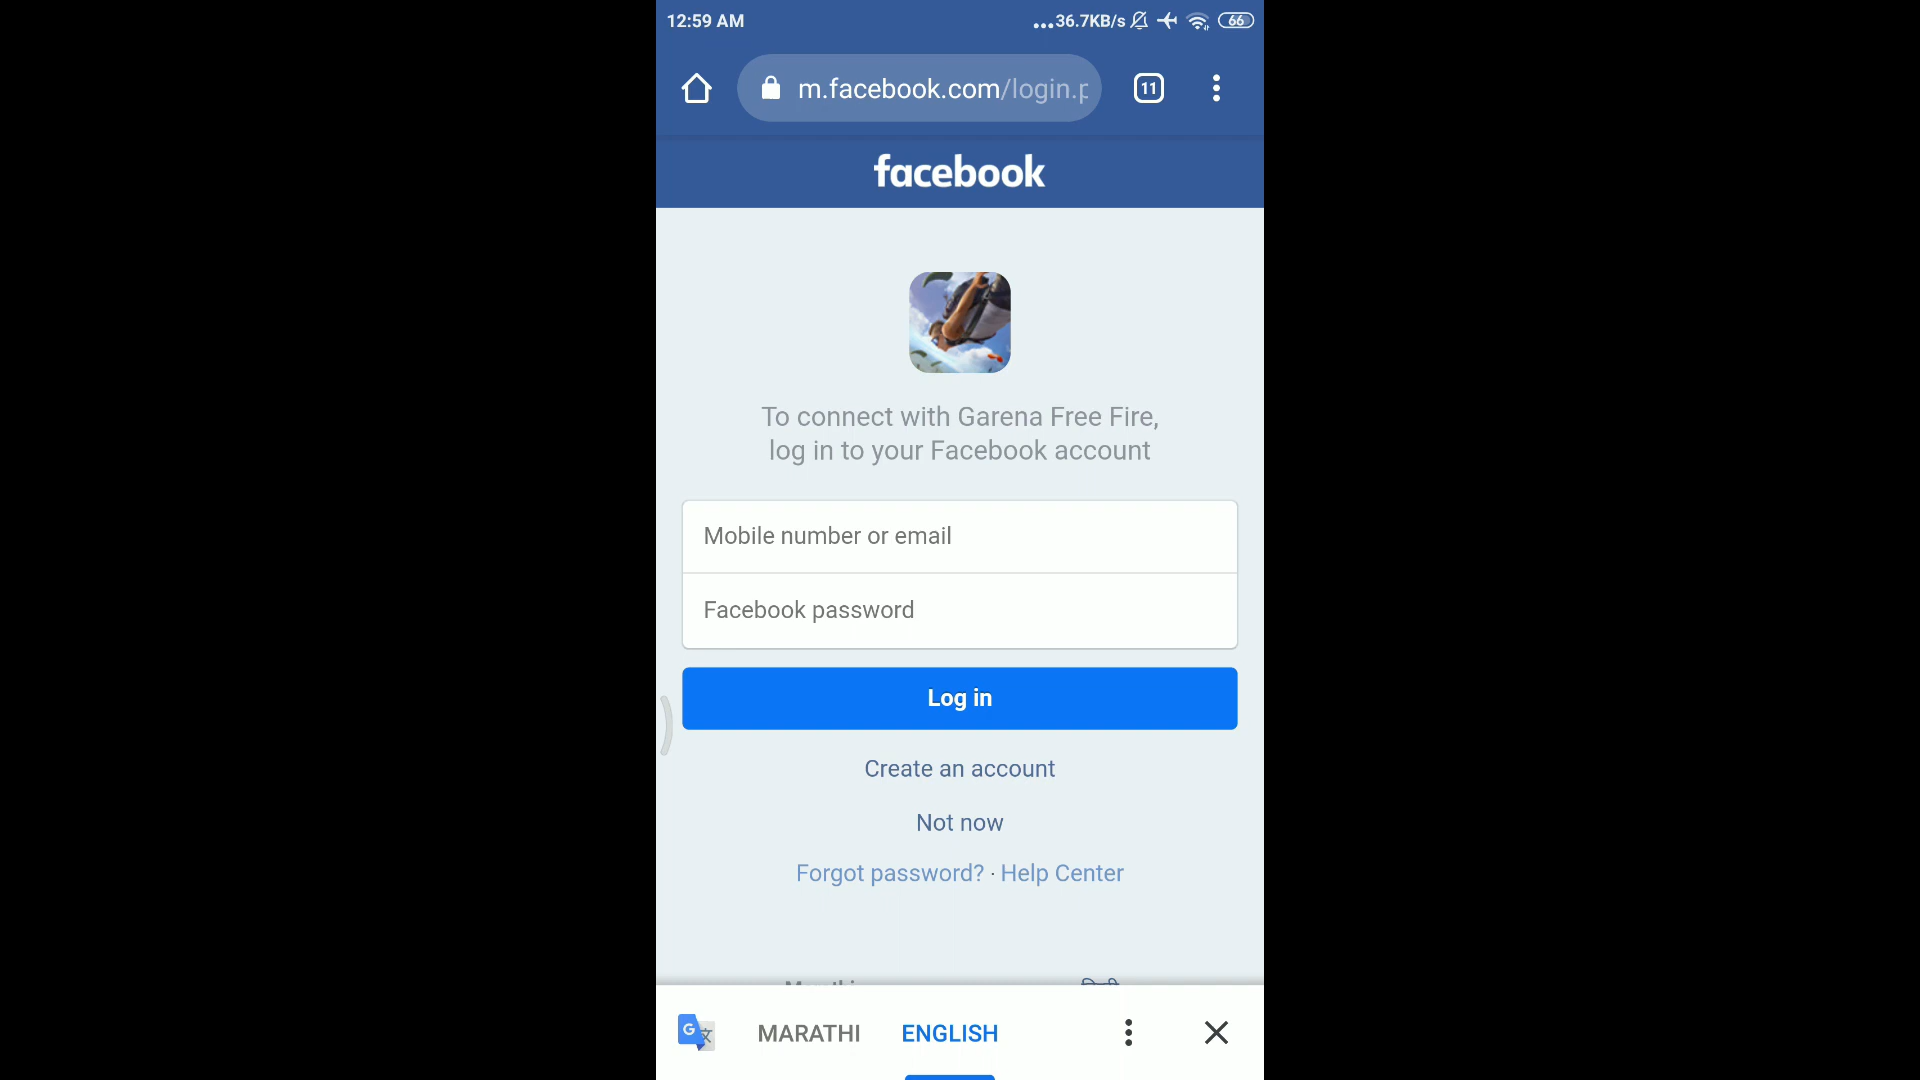 12:59 AM
...36.7KB/s
66
m.facebook.com/login.p
11
facebook
To connect with Garena Free Fire,
log in to your Facebook account
Mobile number or email
Facebook password
Log in
Create an account
Not now
Forgot password? · Help Center
G 文
MARATHI
ENGLISH